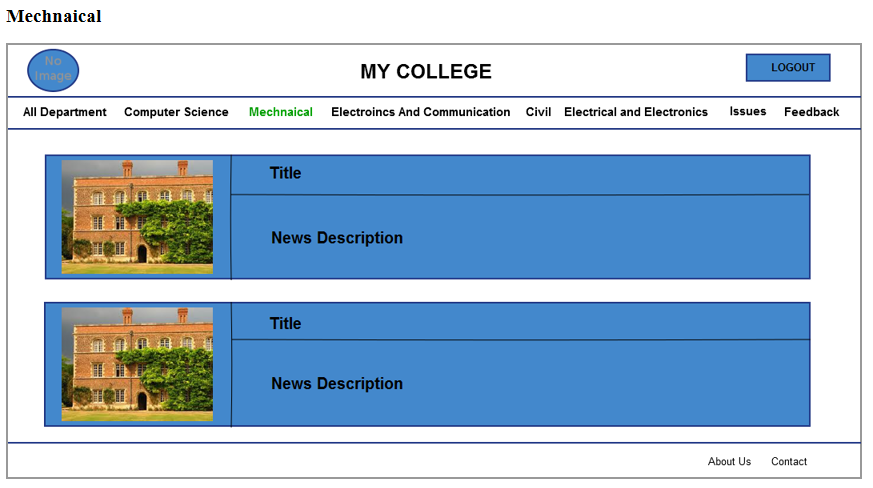 Mechnaical
No
Image
MY COLLEGE
LOGOUT
All Department Computer Science Mechnaical Electroincs And Communication Civil Electrical and Electronics Issues Feedback
Title
News Description
Title
News Description
About Us Contact